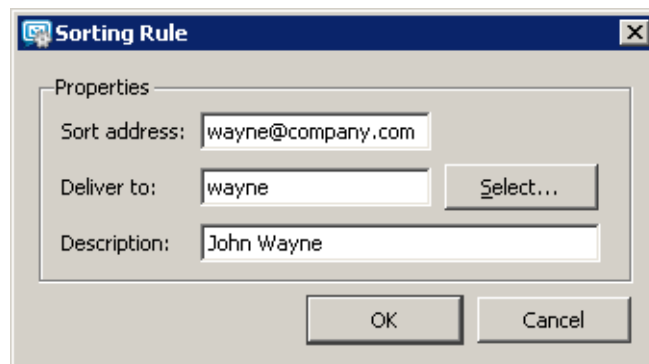 Sorting Rule
Properties
Sort address: wayne@company.com
Deliver to: wayne Select...
Description: John Wayne
OK Cancel